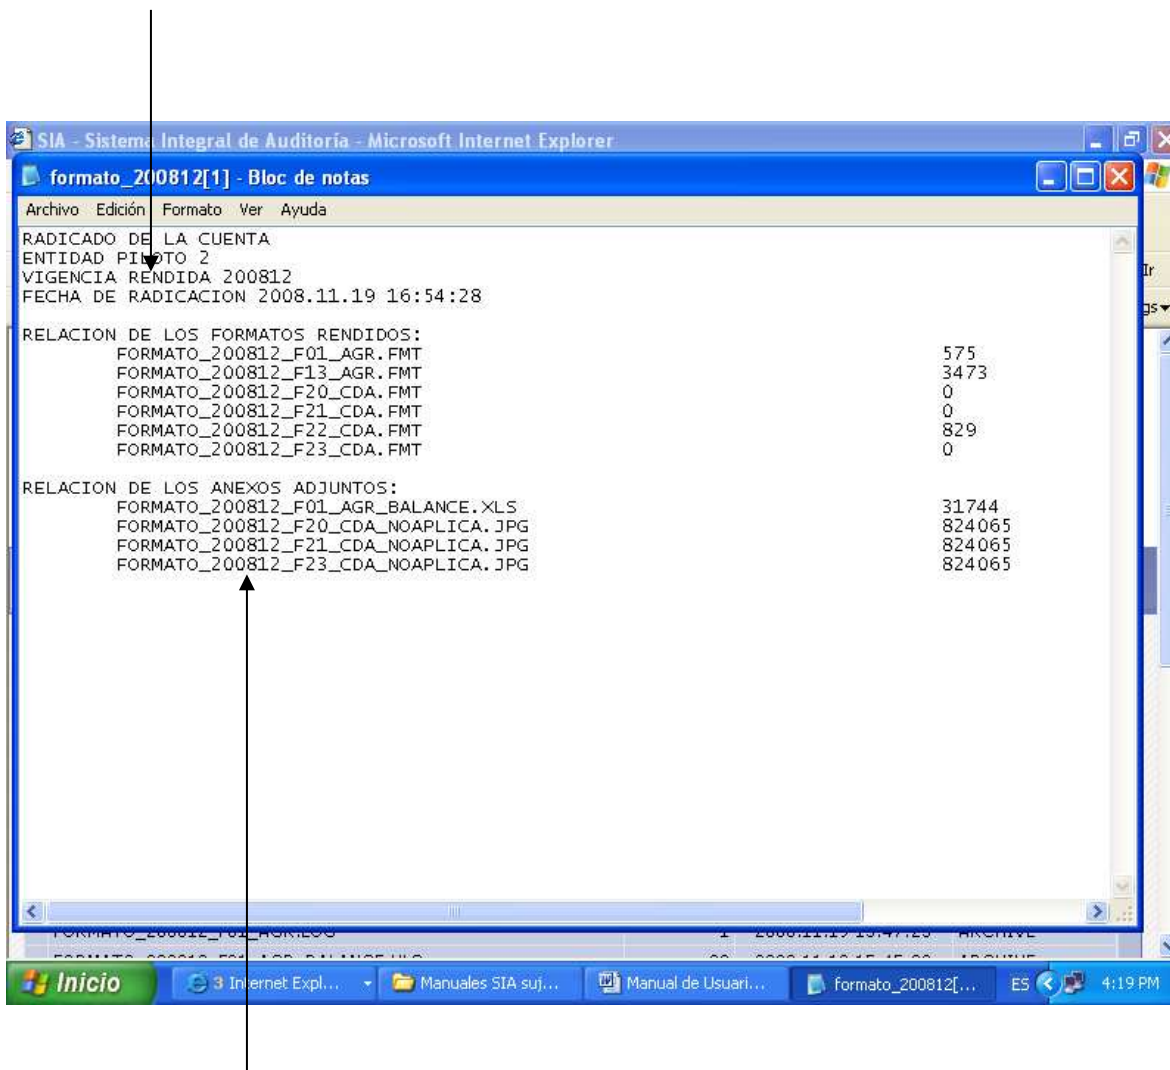 SIA - Sistema Integral de Auditoría - Microsoft Internet Explorer
formato_200812[1] - Bloc de notas
Archivo Edición Formato Ver Ayuda
RADICADO DE LA CUENTA
ENTIDAD PILOTO 2
VIGENCIA RENDIDA 200812
FECHA DE RADICACION 2008.11.19 16:54:28
RELACION DE LOS FORMATOS RENDIDOS:
FORMATO_200812_F01_AGR.FMT 575
FORMATO_200812_F13_AGR.FMT 3473
FORMATO_200812_F20_CDA.FMT 0
FORMATO_200812_F21_CDA.FMT 0
FORMATO_200812_F22_CDA.FMT 829
FORMATO_200812_F23_CDA.FMT 0
RELACION DE LOS ANEXOS ADJUNTOS:
FORMATO_200812_F01_AGR_BALANCE.XLS 31744
FORMATO_200812_F20_CDA_NOAPLICA.JPG 824065
FORMATO_200812_F21_CDA_NOAPLICA.JPG 824065
FORMATO_200812_F23_CDA_NOAPLICA.JPG 824065
Ir
Inicio 3 Internet Expl... Manuales SIA suj... Manual de Usuari... formato_200812[... ES 4:19 PM